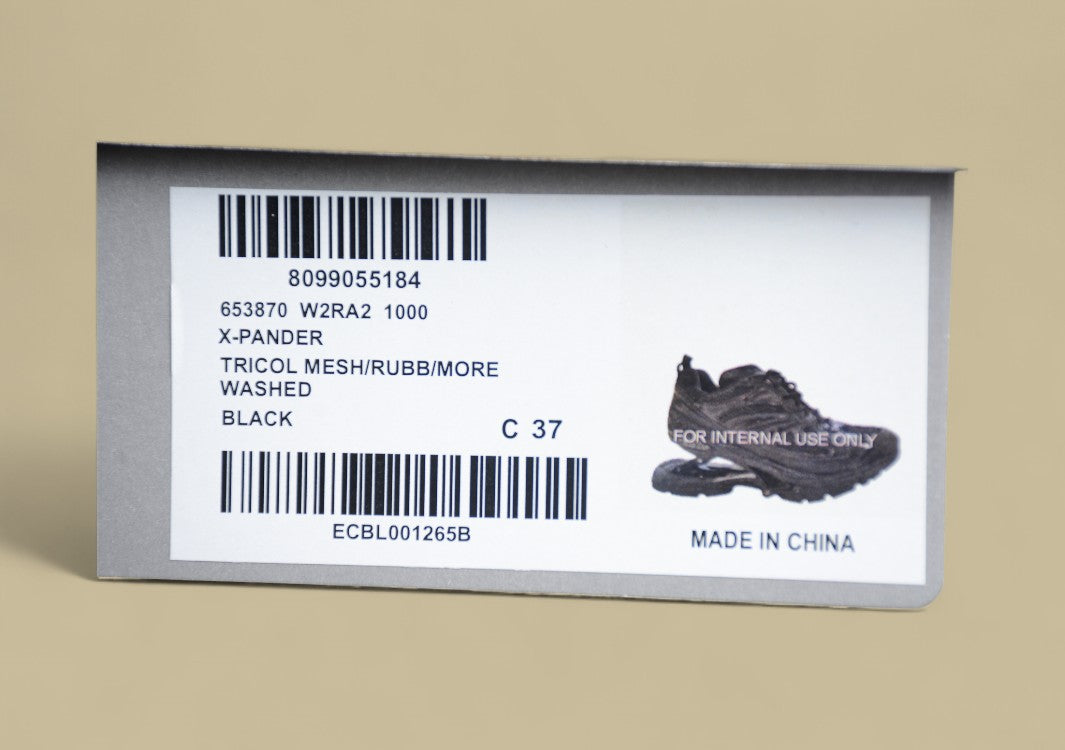 8099055184
653870 W2RA2 1000
X-PANDER
TRICOL MESH/RUBB/MORE
WASHED
BLACK
C 37
ECBL001265B
FOR INTERNAL USE ONLY
MADE IN CHINA